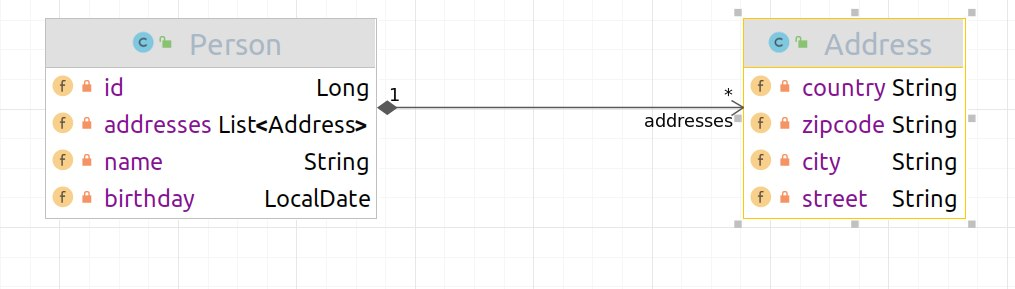 C Person
f id Long
f addresses List<Address>
f name String
f birthday LocalDate
1
*
addresses
C Address
f country String
f zipcode String
f city String
f street String